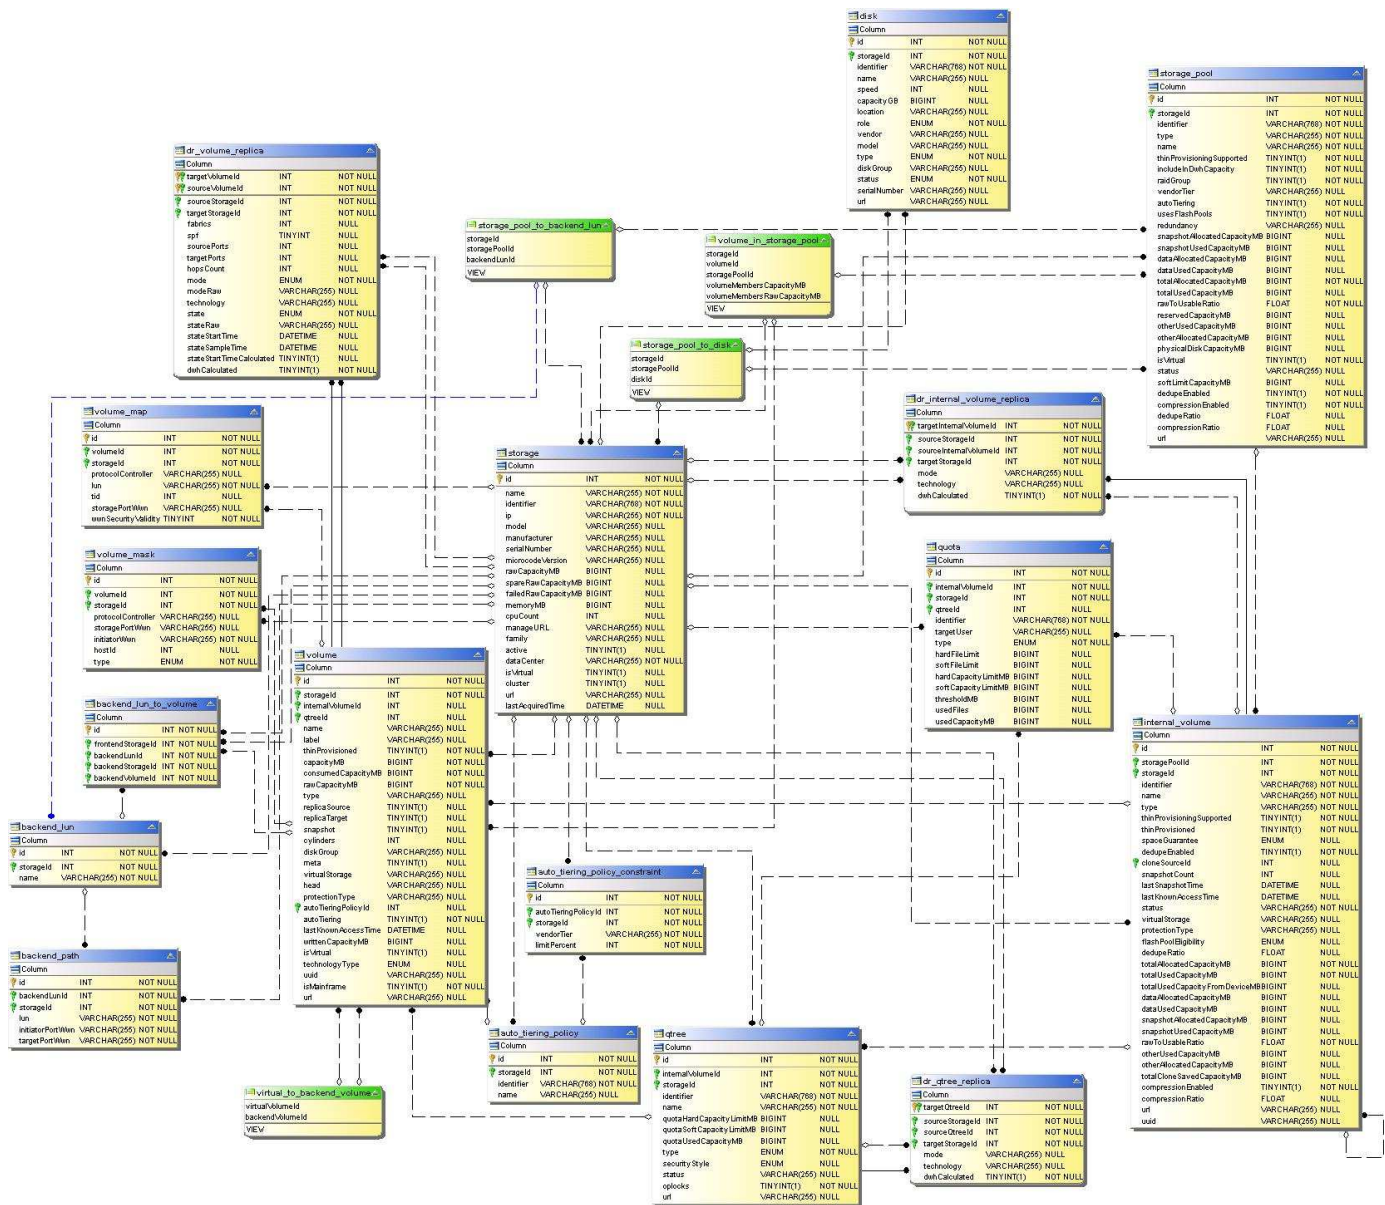 disk
Column
id INT NOT NULL
storageId INT NOT NULL
identifier VARCHAR(768) NOT NULL
name VARCHAR(255) NULL
speed INT NULL
capacityGB BIGINT NULL
location VARCHAR(255) NULL
role ENUM NOT NULL
vendor VARCHAR(255) NULL
model VARCHAR(255) NULL
type ENUM NOT NULL
diskGroup VARCHAR(255) NULL
status ENUM NOT NULL
serialNumber VARCHAR(255) NULL
url VARCHAR(255) NULL
storage_pool
Column
id INT NOT NULL
storageId INT NOT NULL
identifier VARCHAR(768) NOT NULL
type VARCHAR(255) NOT NULL
name VARCHAR(255) NOT NULL
thinProvisioningSupported TINYINT(1) NOT NULL
includeInDwhCapacity TINYINT(1) NOT NULL
raidGroup TINYINT(1) NOT NULL
vendorTier VARCHAR(255) NULL
autoTiering TINYINT(1) NOT NULL
usesFlashPools TINYINT(1) NOT NULL
redundancy VARCHAR(255) NULL
snapshotAllocatedCapacityMB BIGINT NULL
snapshotUsedCapacityMB BIGINT NULL
dataAllocatedCapacityMB BIGINT NULL
dataUsedCapacityMB BIGINT NULL
totalAllocatedCapacityMB BIGINT NOT NULL
totalUsedCapacityMB BIGINT NULL
rawToUsableRatio FLOAT NOT NULL
reservedCapacityMB BIGINT NULL
otherUsedCapacityMB BIGINT NULL
otherAllocatedCapacityMB BIGINT NULL
physicalDiskCapacityMB BIGINT NULL
isVirtual TINYINT(1) NOT NULL
status VARCHAR(255) NULL
softLimitCapacityMB BIGINT NULL
dedupeEnabled TINYINT(1) NOT NULL
compressionEnabled TINYINT(1) NOT NULL
dedupeRatio FLOAT NULL
compressionRatio FLOAT NULL
url VARCHAR(255) NULL
dr_volume_replica
Column
targetVolumeId INT NOT NULL
sourceVolumeId INT NOT NULL
sourceStorageId INT NOT NULL
targetStorageId INT NOT NULL
fabrics INT NULL
spf TINYINT NULL
sourcePorts INT NULL
targetPorts INT NULL
hopsCount INT NULL
mode ENUM NOT NULL
modeRaw VARCHAR(255) NULL
technology VARCHAR(255) NULL
state ENUM NOT NULL
stateRaw VARCHAR(255) NULL
stateStartTime DATETIME NULL
stateSampleTime DATETIME NULL
stateStartTimeCalculated TINYINT(1) NULL
dwhCalculated TINYINT(1) NOT NULL
storage_pool_to_backend_lun
storageId
storagePoolId
backendLunId
VIEW
volume_in_storage_pool
storageId
volumeId
storagePoolId
volumeMembersCapacityMB
volumeMembersRawCapacityMB
VIEW
storage_pool_to_disk
storageId
storagePoolId
diskId
VIEW
volume_map
Column
id INT NOT NULL
volumeId INT NOT NULL
storageId INT NOT NULL
protocolController VARCHAR(255) NULL
lun VARCHAR(255) NOT NULL
tid INT NOT NULL
storagePortWwn VARCHAR(255) NULL
wwnSecurityValidity TINYINT NOT NULL
dr_internal_volume_replica
Column
targetInternalVolumeId INT NOT NULL
sourceStorageId INT NOT NULL
sourceInternalVolumeId INT NOT NULL
targetStorageId INT NOT NULL
mode VARCHAR(255) NULL
technology VARCHAR(255) NULL
dwhCalculated TINYINT(1) NOT NULL
storage
Column
id INT NOT NULL
name VARCHAR(255) NOT NULL
identifier VARCHAR(768) NOT NULL
ip VARCHAR(255) NOT NULL
model VARCHAR(255) NULL
manufacturer VARCHAR(255) NULL
serialNumber VARCHAR(255) NULL
microcodeVersion VARCHAR(255) NULL
rawCapacityMB BIGINT NULL
spareRawCapacityMB BIGINT NULL
failedRawCapacityMB BIGINT NULL
memoryMB BIGINT NULL
cpuCount INT NULL
manageURL VARCHAR(255) NULL
family VARCHAR(255) NULL
active TINYINT(1) NULL
dataCenter VARCHAR(255) NOT NULL
isVirtual TINYINT(1) NULL
cluster TINYINT(1) NULL
url VARCHAR(255) NULL
lastAcquiredTime DATETIME NULL
volume_mask
Column
id INT NOT NULL
volumeId INT NOT NULL
storageId INT NOT NULL
protocolController VARCHAR(255) NULL
storagePortWwn VARCHAR(255) NULL
initiatorWwn VARCHAR(255) NOT NULL
hostId INT NULL
type ENUM NOT NULL
quota
Column
id INT NOT NULL
internalVolumeId INT NOT NULL
storageId INT NOT NULL
qtreeId INT NULL
identifier VARCHAR(768) NOT NULL
targetUser VARCHAR(255) NULL
type ENUM NOT NULL
hardFileLimit BIGINT NULL
softFileLimit BIGINT NULL
hardCapacityLimitMB BIGINT NULL
softCapacityLimitMB BIGINT NULL
thresholdMB BIGINT NULL
usedFiles BIGINT NULL
usedCapacityMB BIGINT NULL
volume
Column
id INT NOT NULL
storageId INT NOT NULL
internalVolumeId INT NULL
qtreeId INT NULL
name VARCHAR(255) NULL
label VARCHAR(255) NULL
thinProvisioned TINYINT(1) NOT NULL
capacityMB BIGINT NOT NULL
consumedCapacityMB BIGINT NOT NULL
rawCapacityMB BIGINT NOT NULL
type VARCHAR(255) NULL
replicaSource TINYINT(1) NULL
replicaTarget TINYINT(1) NULL
snapshot TINYINT(1) NULL
cylinders INT NULL
diskGroup VARCHAR(255) NULL
meta TINYINT(1) NULL
virtualStorage VARCHAR(255) NULL
head VARCHAR(255) NULL
protectionType VARCHAR(255) NULL
autoTieringPolicyId INT NULL
autoTiering TINYINT(1) NOT NULL
lastKnownAccessTime DATETIME NULL
writtenCapacityMB BIGINT NULL
isVirtual TINYINT(1) NULL
technologyType ENUM NULL
uuid VARCHAR(255) NULL
isMainframe TINYINT(1) NOT NULL
url VARCHAR(255) NULL
backend_lun_to_volume
Column
id INT NOT NULL
frontendStorageId INT NOT NULL
backendLunId INT NOT NULL
backendStorageId INT NOT NULL
backendVolumeId INT NOT NULL
internal_volume
Column
id INT NOT NULL
storagePoolId INT NOT NULL
storageId INT NOT NULL
identifier VARCHAR(768) NOT NULL
name VARCHAR(255) NOT NULL
type VARCHAR(255) NOT NULL
thinProvisioningSupported TINYINT(1) NOT NULL
thinProvisioned TINYINT(1) NOT NULL
spaceGuarantee ENUM NULL
dedupeEnabled TINYINT(1) NOT NULL
cloneSourceId INT NULL
snapshotCount INT NULL
lastSnapshotTime DATETIME NULL
lastKnownAccessTime DATETIME NULL
status VARCHAR(255) NOT NULL
virtualStorage VARCHAR(255) NULL
protectionType VARCHAR(255) NULL
flashPoolEligibility ENUM NULL
dedupeRatio FLOAT NULL
totalAllocatedCapacityMB BIGINT NOT NULL
totalUsedCapacityMB BIGINT NOT NULL
totalUsedCapacityFromDeviceMB BIGINT NULL
dataAllocatedCapacityMB BIGINT NULL
dataUsedCapacityMB BIGINT NULL
snapshotAllocatedCapacityMB BIGINT NULL
snapshotUsedCapacityMB BIGINT NULL
rawToUsableRatio FLOAT NOT NULL
otherUsedCapacityMB BIGINT NULL
otherAllocatedCapacityMB BIGINT NULL
totalCloneSavedCapacityMB BIGINT NULL
compressionEnabled TINYINT(1) NOT NULL
compressionRatio FLOAT NULL
url VARCHAR(255) NULL
uuid VARCHAR(255) NULL
backend_lun
Column
id INT NOT NULL
storageId INT NOT NULL
name VARCHAR(255) NOT NULL
auto_tiering_policy_constraint
Column
id INT NOT NULL
autoTieringPolicyId INT NOT NULL
storageId INT NOT NULL
vendorTier VARCHAR(255) NOT NULL
limitPercent INT NOT NULL
backend_path
Column
id INT NOT NULL
backendLunId INT NOT NULL
storageId INT NOT NULL
lun VARCHAR(255) NOT NULL
initiatorPortWwn VARCHAR(255) NOT NULL
targetPortWwn VARCHAR(255) NOT NULL
auto_tiering_policy
Column
id INT NOT NULL
storageId INT NOT NULL
identifier VARCHAR(768) NOT NULL
name VARCHAR(255) NULL
qtree
Column
id INT NOT NULL
internalVolumeId INT NOT NULL
storageId INT NOT NULL
identifier VARCHAR(768) NOT NULL
name VARCHAR(255) NOT NULL
quotaHardCapacityLimitMB BIGINT NULL
quotaSoftCapacityLimitMB BIGINT NULL
quotaUsedCapacityMB BIGINT NULL
type ENUM NOT NULL
securityStyle ENUM NULL
status VARCHAR(255) NULL
oplocks TINYINT(1) NOT NULL
url VARCHAR(255) NULL
dr_qtree_replica
Column
targetQtreeId INT NOT NULL
sourceStorageId INT NOT NULL
sourceQtreeId INT NOT NULL
targetStorageId INT NOT NULL
mode VARCHAR(255) NULL
technology VARCHAR(255) NULL
dwhCalculated TINYINT(1) NOT NULL
virtual_to_backend_volume
virtualVolumeId
backendVolumeId
VIEW